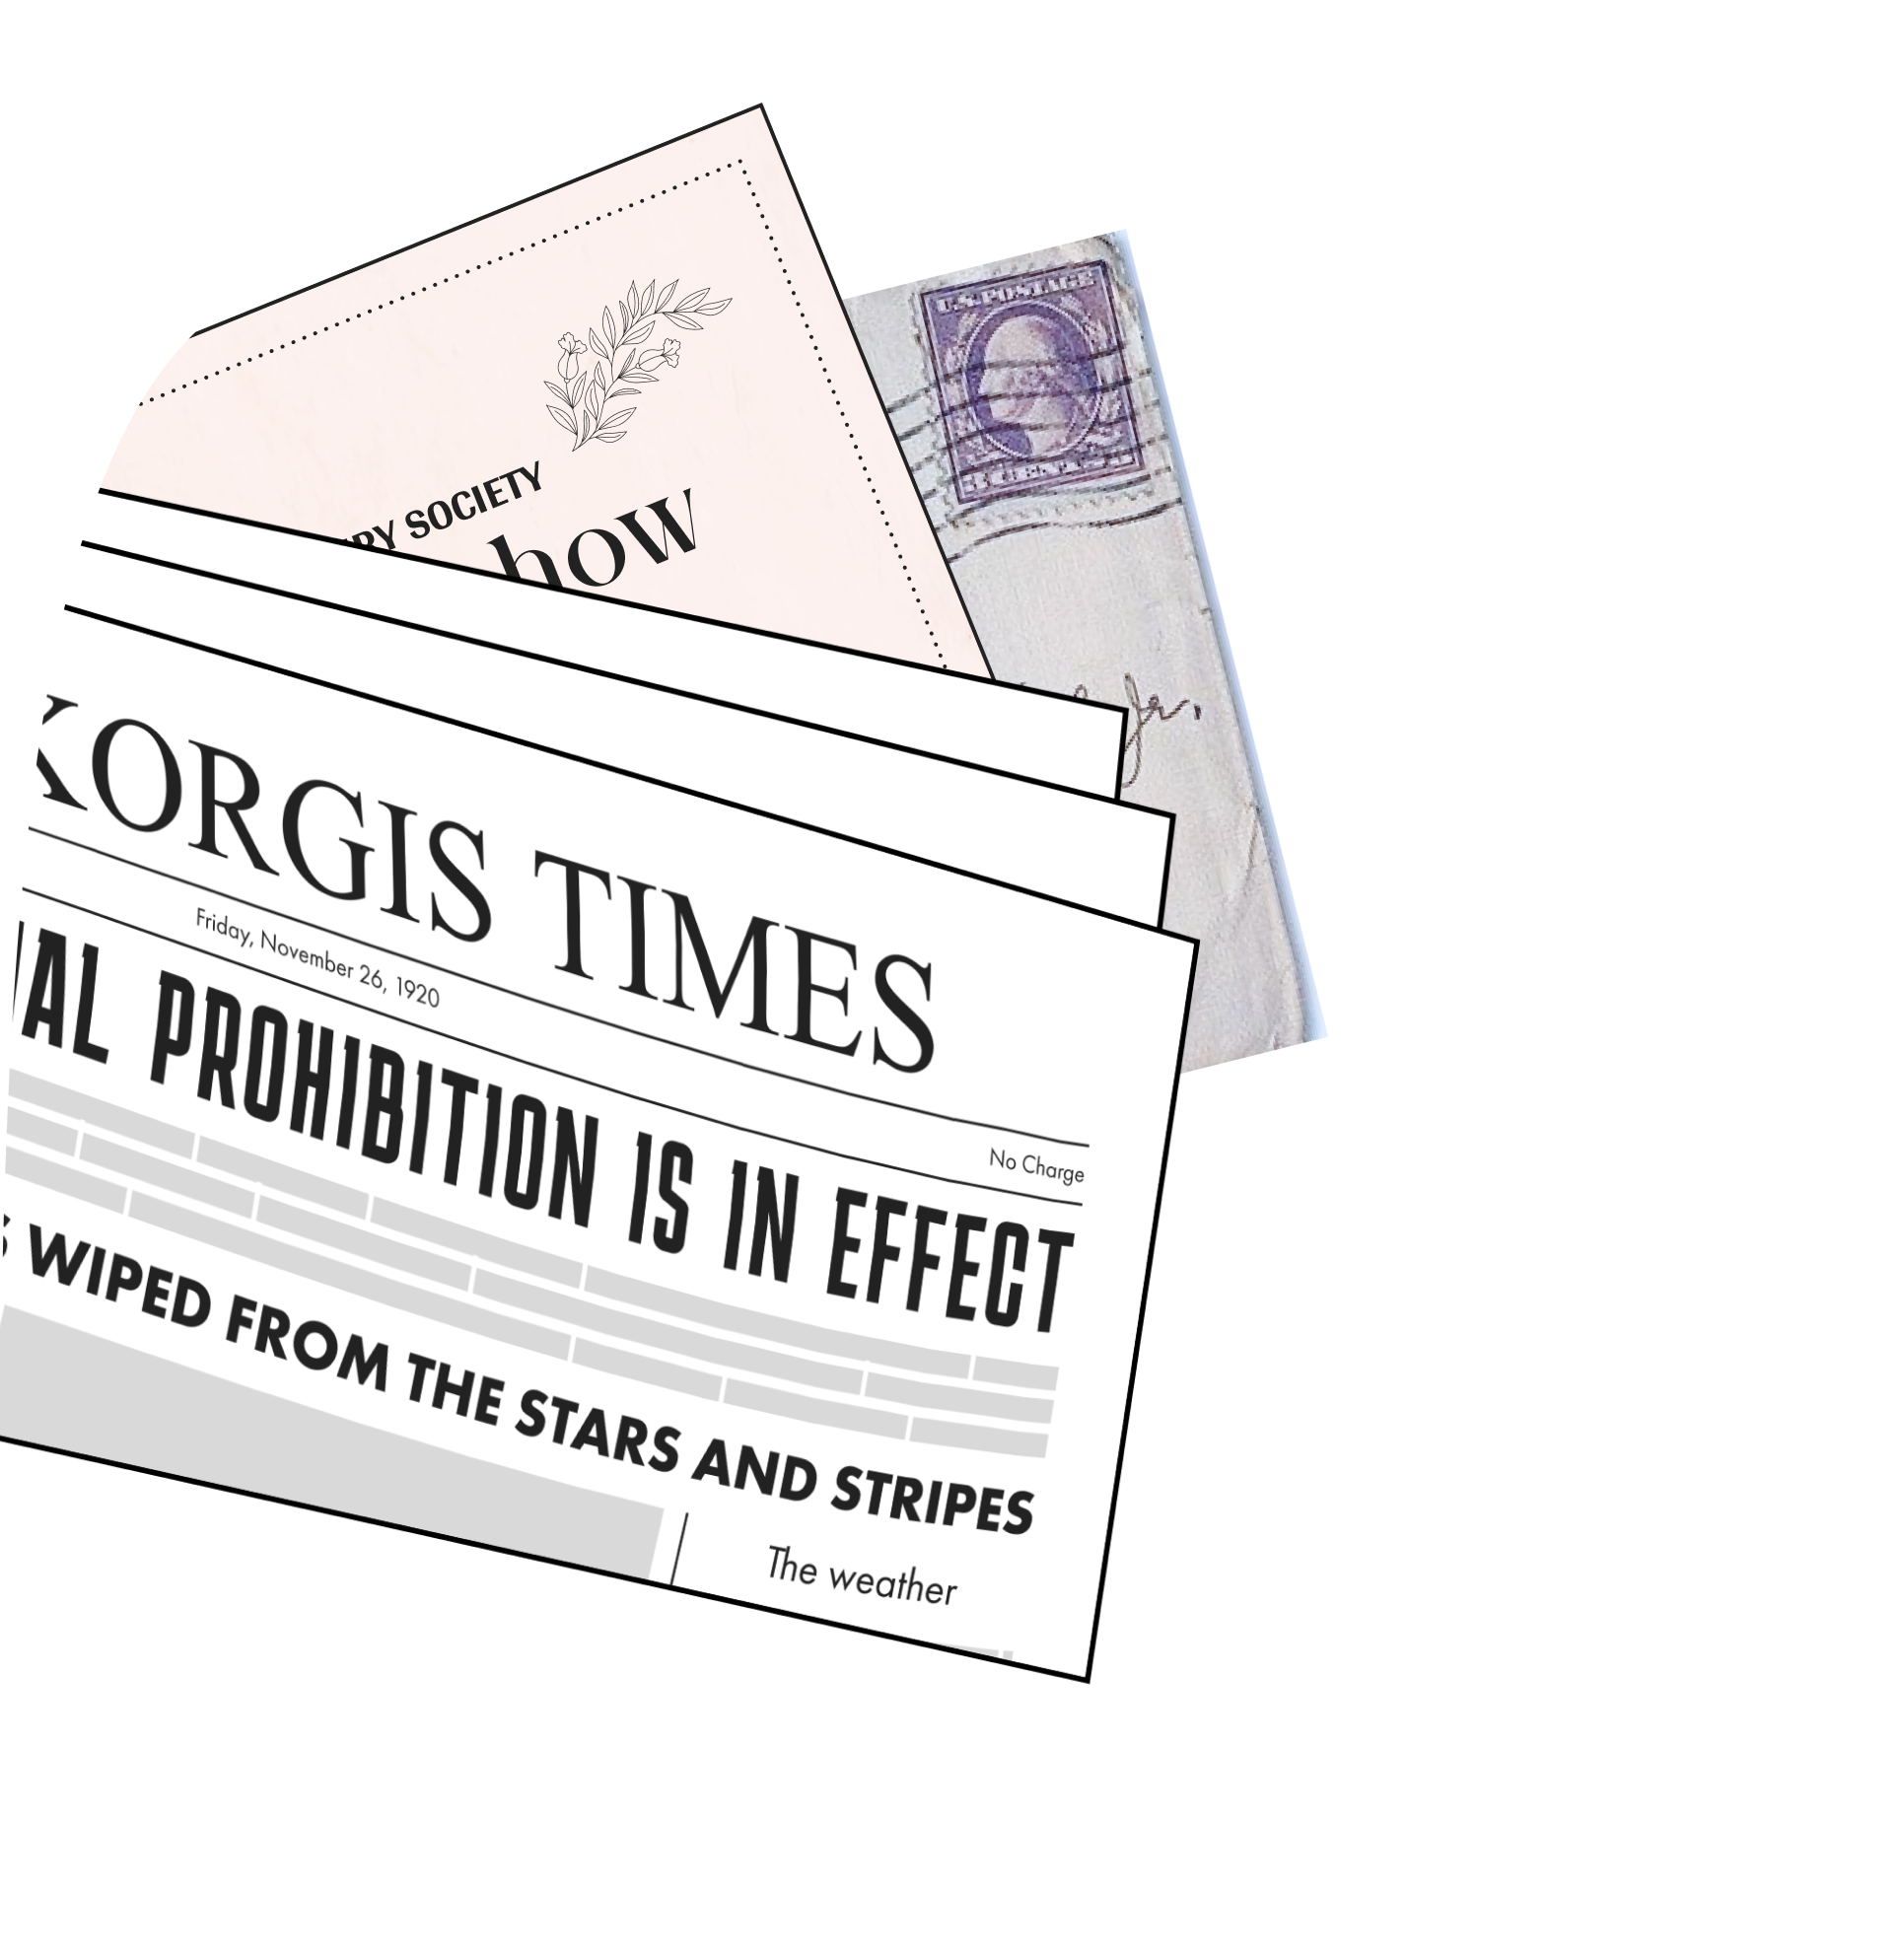 U.S. POSTAGE
SOCIETY
how
Jr.
KORGIS TIMES
Friday, November 26, 1920
No Charge
AL PROHIBITION IS IN EFFECT
S WIPED FROM THE STARS AND STRIPES
The weather